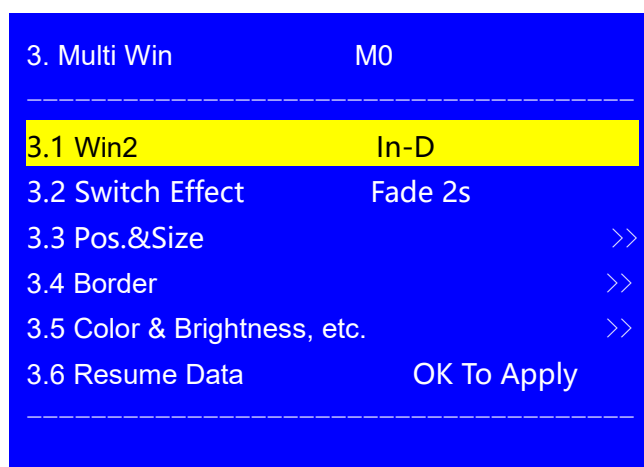 3. Multi Win M0
3.1 Win2 In-D
3.2 Switch Effect Fade 2s
3.3 Pos.&Size >>
3.4 Border >>
3.5 Color & Brightness, etc. >>
3.6 Resume Data OK To Apply